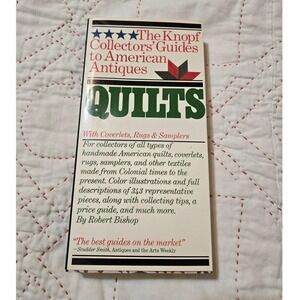 ★★★★The Knopf
Collectors' Guides
to American
Antiques
QUILTS
With Coverlets, Rugs & Samplers
For collectors of all types of
handmade American quilts, coverlets,
rugs, samplers, and other textiles
made from Colonial times to the
present. Color illustrations and full
descriptions of 343 representative
pieces, along with collecting tips, a
price guide, and much more.
By Robert Bishop
"The best guides on the market"
—Scudder Smith, Antiques and the Arts Weekly